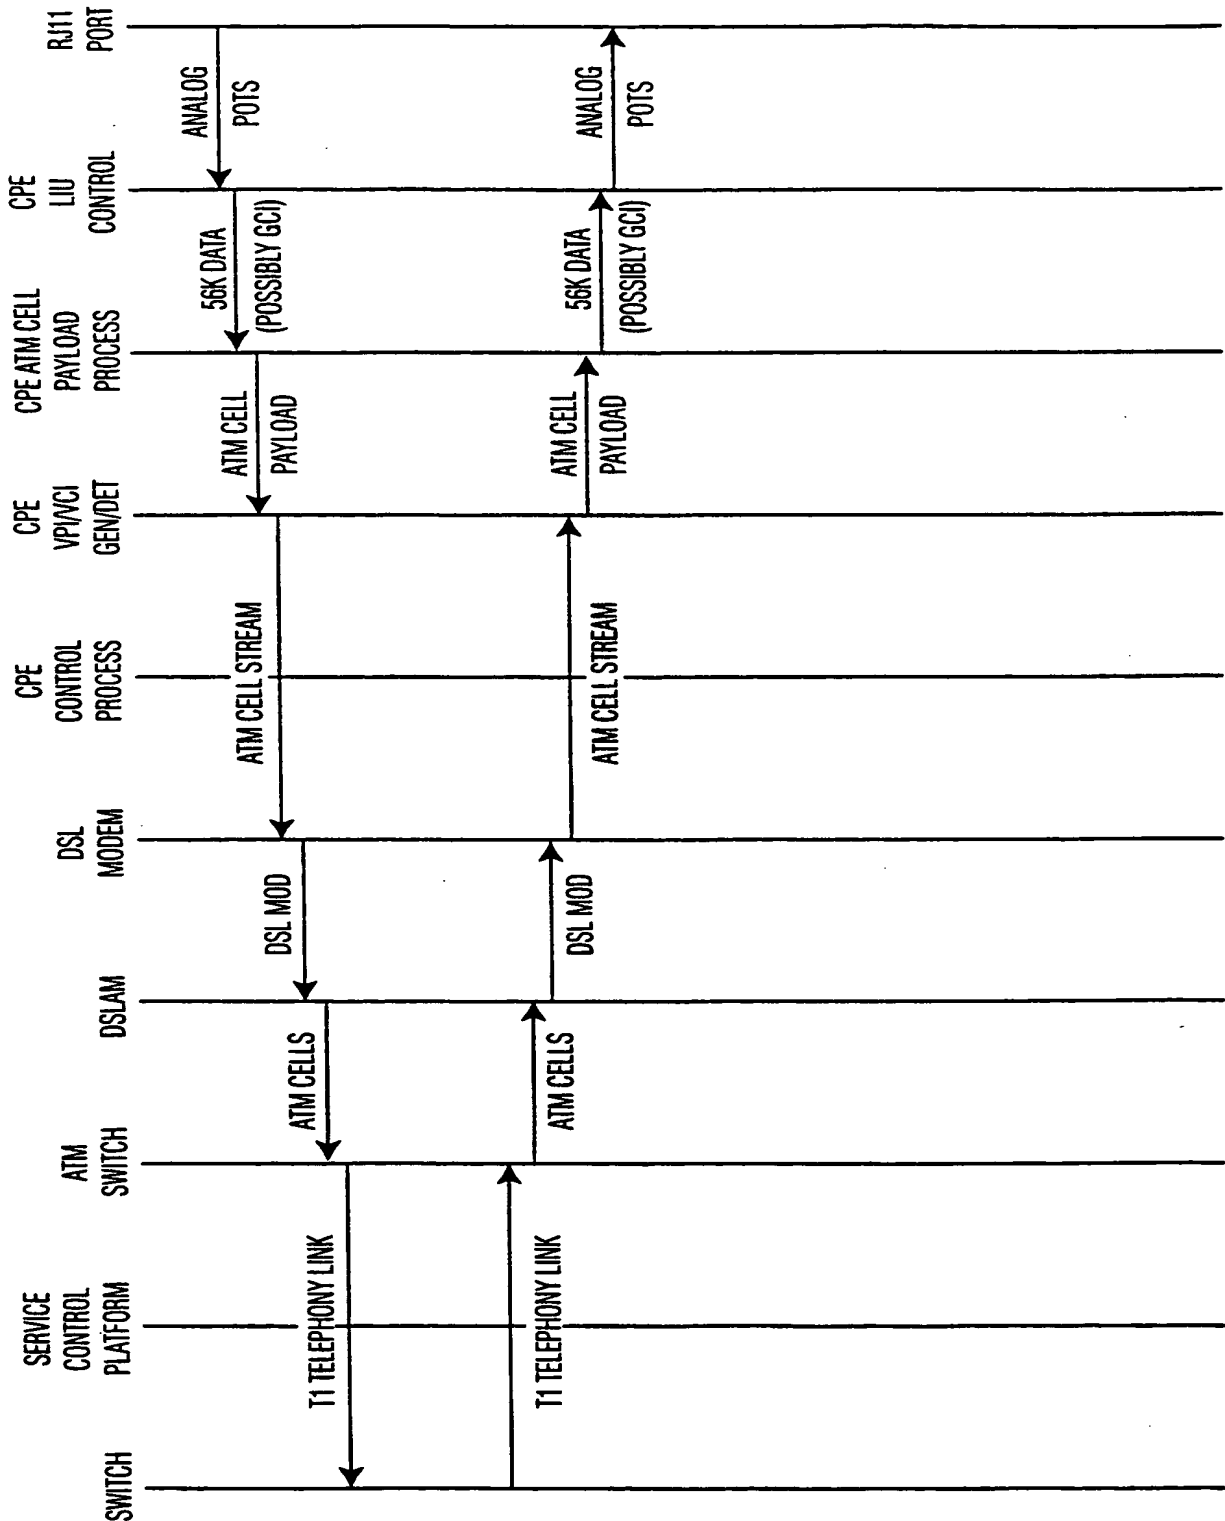 SWITCH
SERVICE
CONTROL
PLATFORM
ATM
SWITCH
DSLAM
DSL
MODEM
CPE
CONTROL
PROCESS
CPE
VPI/VCI
GEN/DET
CPE ATM CELL
PAYLOAD
PROCESS
CPE
LIU
CONTROL
RJ11
PORT
ANALOG
POTS
56K DATA
(POSSIBLY GCI)
ATM CELL
PAYLOAD
ATM CELL STREAM
DSL MOD
ATM CELLS
T1 TELEPHONY LINK
T1 TELEPHONY LINK
ATM CELLS
DSL MOD
ATM CELL STREAM
ATM CELL
PAYLOAD
56K DATA
(POSSIBLY GCI)
ANALOG
POTS